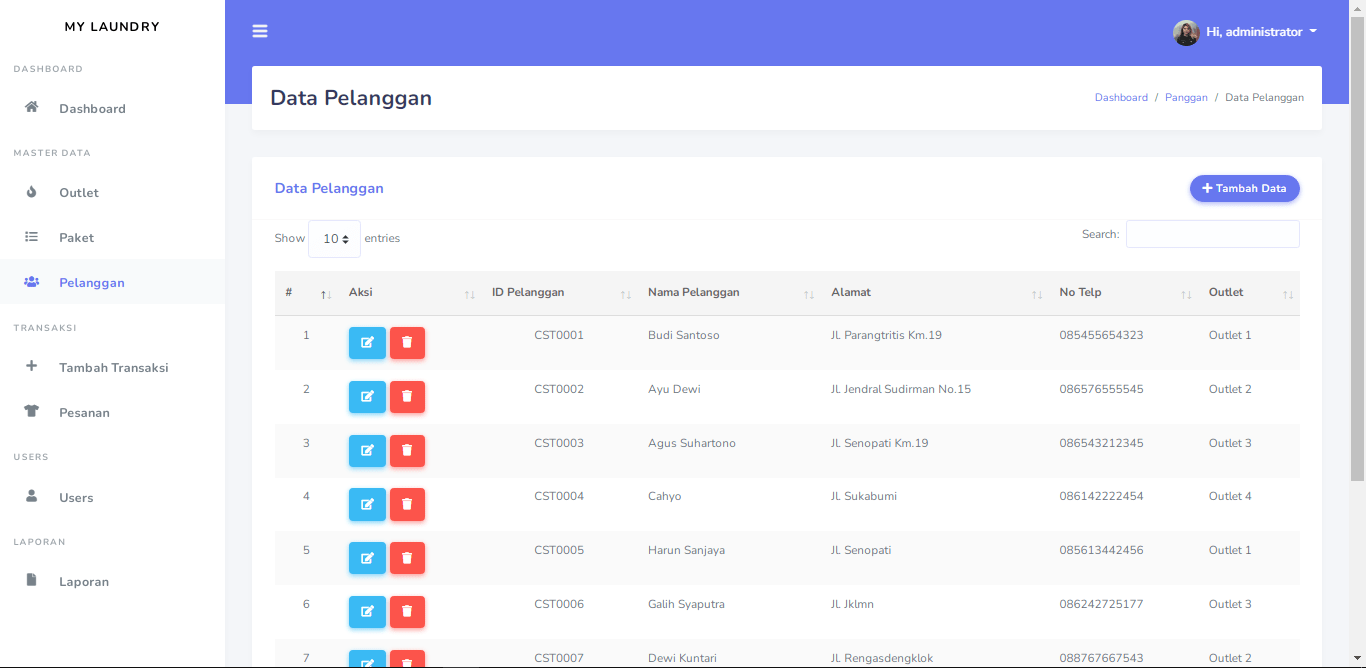 MY LAUNDRY
DASHBOARD
Dashboard
MASTER DATA
Outlet
Paket
Pelanggan
TRANSAKSI
Tambah Transaksi
Pesanan
USERS
Users
LAPORAN
Laporan
Hi, administrator
Data Pelanggan
Dashboard / Panggan / Data Pelanggan
Data Pelanggan
Tambah Data
Show 10 entries
Search:
# Aksi ID Pelanggan Nama Pelanggan Alamat No Telp Outlet
1 CST0001 Budi Santoso Jl. Parangtritis Km.19 085455654323 Outlet 1
2 CST0002 Ayu Dewi Jl. Jendral Sudirman No.15 086576555545 Outlet 2
3 CST0003 Agus Suhartono Jl. Senopati Km.19 086543212345 Outlet 3
4 CST0004 Cahyo Jl. Sukabumi 086142222454 Outlet 4
5 CST0005 Harun Sanjaya Jl. Senopati 085613442456 Outlet 1
6 CST0006 Galih Syaputra Jl. Jklmn 086242725177 Outlet 3
7 CST0007 Dewi Kuntari Jl. Rengasdengklok 088767667543 Outlet 2